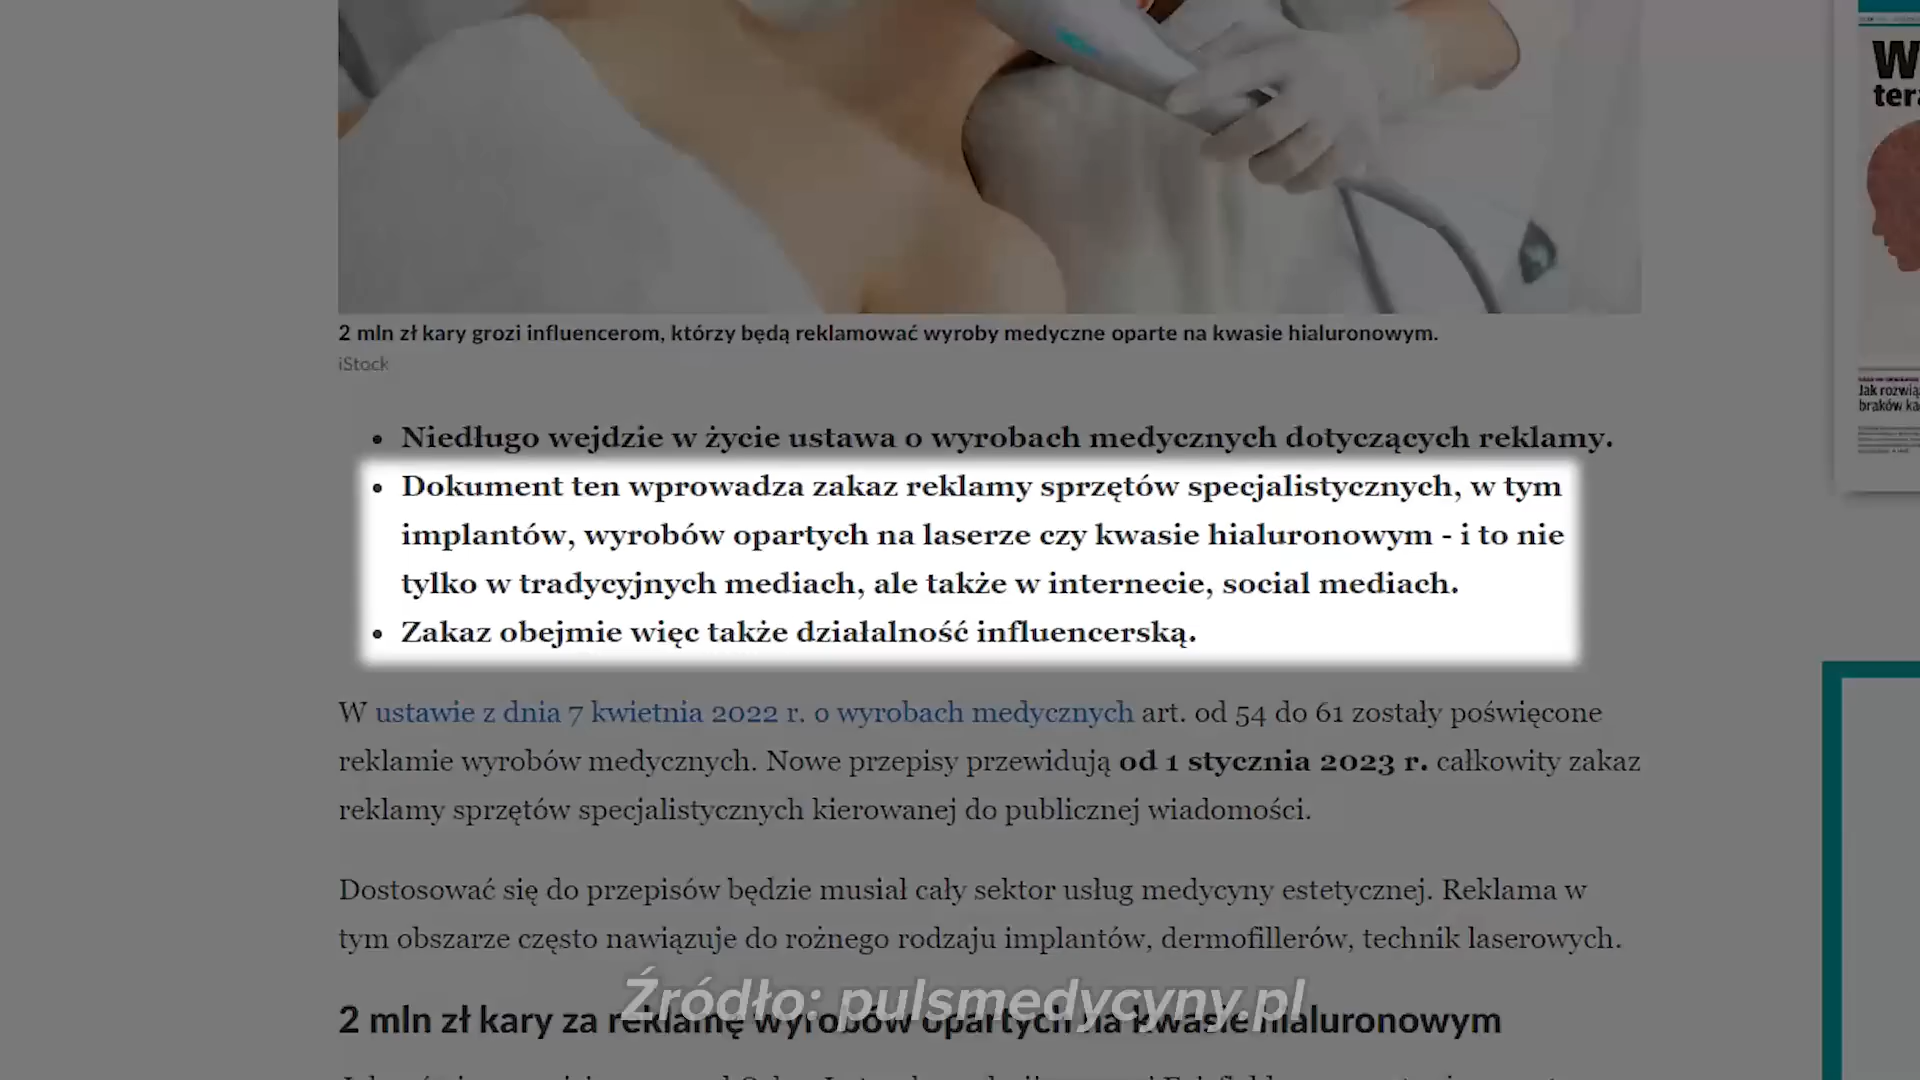 W
ter
2 mln zł kary grozi influencerom, którzy będą reklamować wyroby medyczne oparte na kwasie hialuronowym.
iStock
Jak rozwią
braków ka
Niedługo wejdzie w życie ustawa o wyrobach medycznych dotyczących reklamy.
Dokument ten wprowadza zakaz reklamy sprzętów specjalistycznych, w tym
implantów, wyrobów opartych na laserze czy kwasie hialuronowym - i to nie
tylko w tradycyjnych mediach, ale także w internecie, social mediach.
Zakaz obejmie więc także działalność influencerską.
W ustawie z dnia 7 kwietnia 2022 r. o wyrobach medycznych art. od 54 do 61 zostały poświęcone
reklamie wyrobów medycznych. Nowe przepisy przewidują od 1 stycznia 2023 r. całkowity zakaz
reklamy sprzętów specjalistycznych kierowanej do publicznej wiadomości.
Dostosować się do przepisów będzie musiał cały sektor usług medycyny estetycznej. Reklama w
tym obszarze często nawiązuje do rożnego rodzaju implantów, dermofillerów, technik laserowych.
Źródło: pulsmedycyny.pl
2 mln zł kary za reklamę wyrobów opartych na kwasie hialuronowym